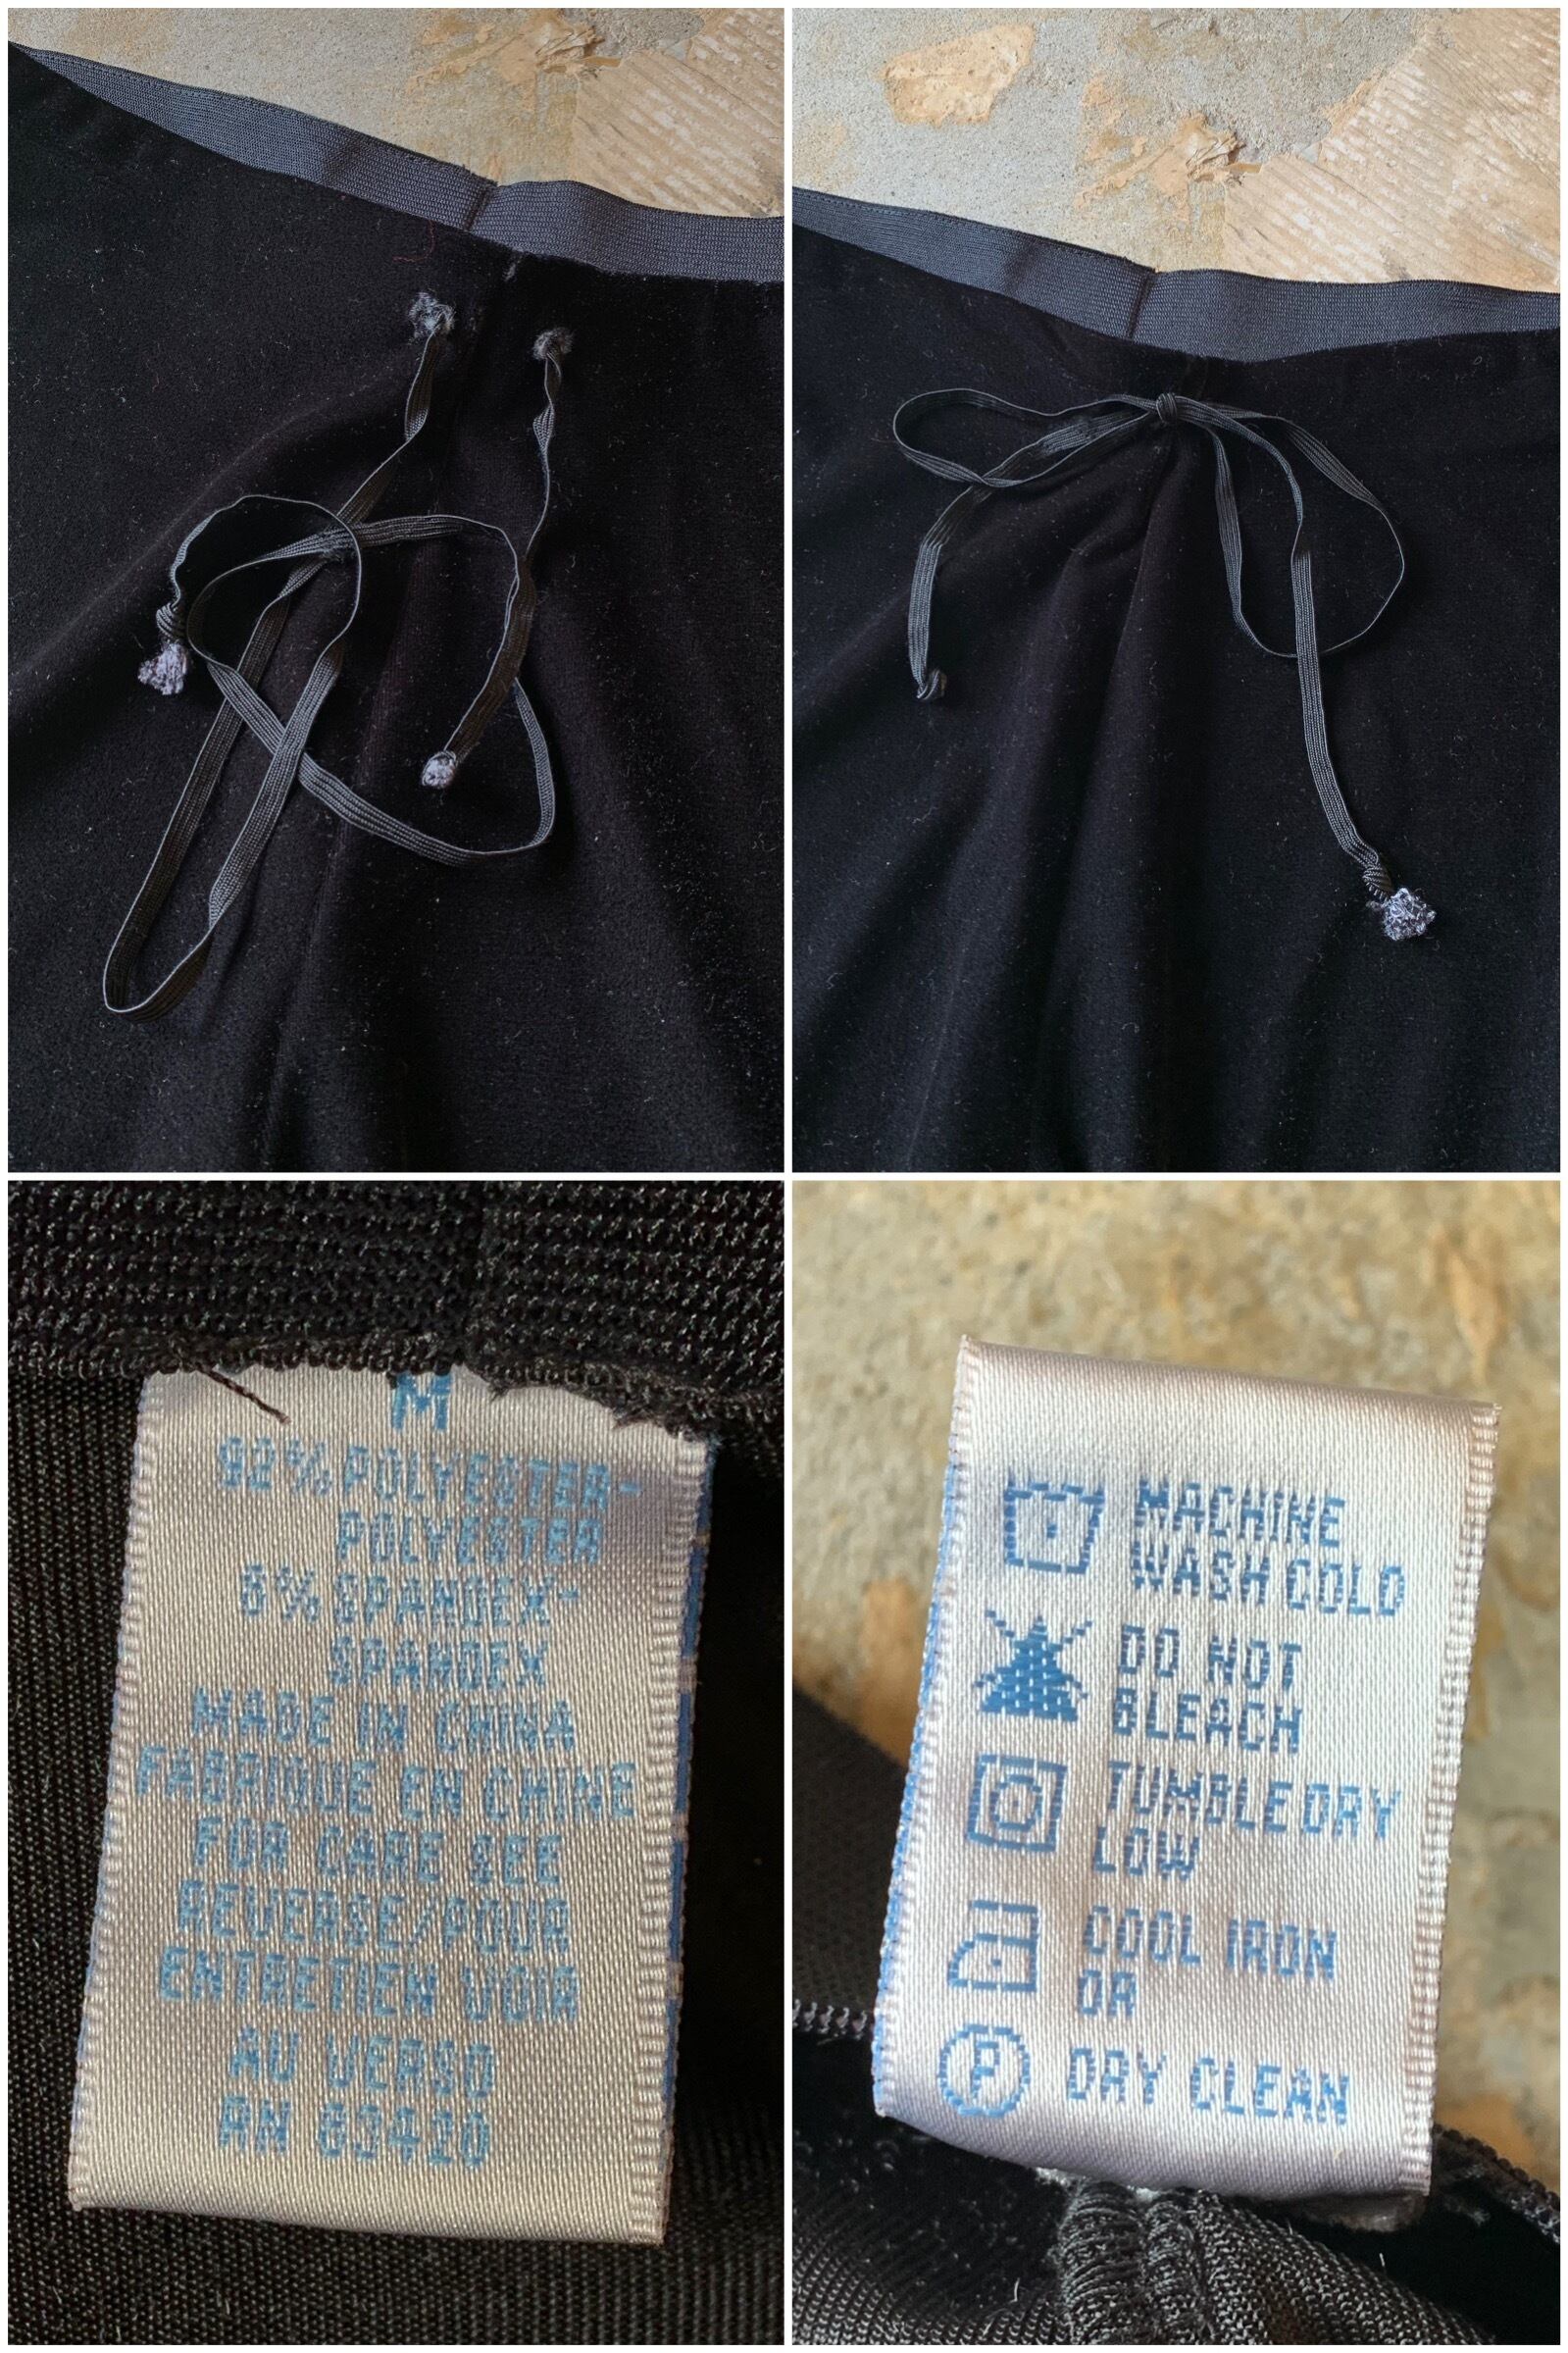 M
92% POLYESTER-
POLYESTER
8% SPANDEX-
SPANDEX
MADE IN CHINA
FABRIQUE EN CHINE
FOR CARE SEE
REVERSE/POUR
ENTRETIEN VOIR
AU VERSO
RN 63420
MACHINE
WASH COLD
DO NOT
BLEACH
TUMBLE DRY
LOW
COOL IRON
OR
P DRY CLEAN